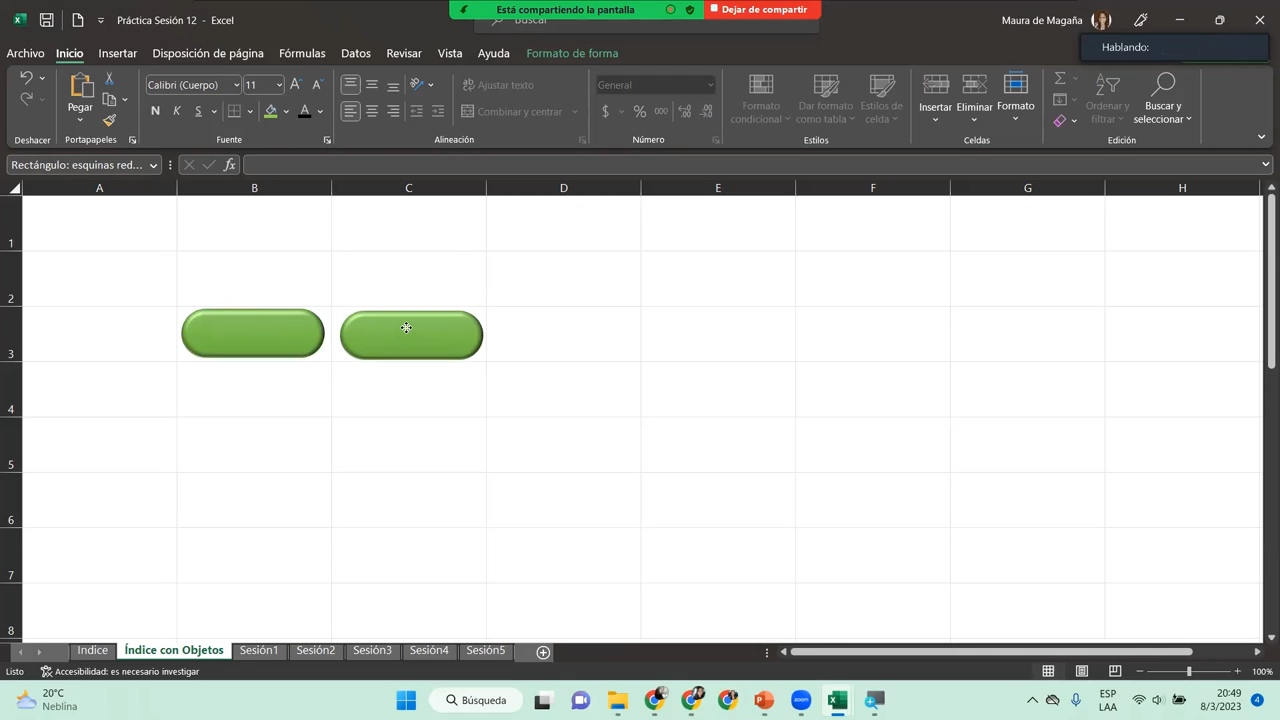 Práctica Sesión 12 - Excel
Está compartiendo la pantalla
Dejar de compartir
Buscar
Maura de Magaña
Hablando:
Archivo Inicio Insertar Disposición de página Fórmulas Datos Revisar Vista Ayuda Formato de forma
Pegar
Calibri (Cuerpo) 11
N K S
Ajustar texto
Combinar y centrar
General
$ % 000
Formato condicional
Dar formato como tabla
Estilos de celda
Insertar
Eliminar
Formato
Ordenar y filtrar
Buscar y seleccionar
Deshacer Portapapeles Fuente Alineación Número Estilos Celdas Edición
Rectángulo: esquinas red...
fx
A B C D E F G H
1
2
3
4
5
6
7
8
Indice Índice con Objetos Sesión1 Sesión2 Sesión3 Sesión4 Sesión5
Listo Accesibilidad: es necesario investigar 100%
20°C
Neblina
Búsqueda
zoom
ESP
LAA
20:49
8/3/2023
4